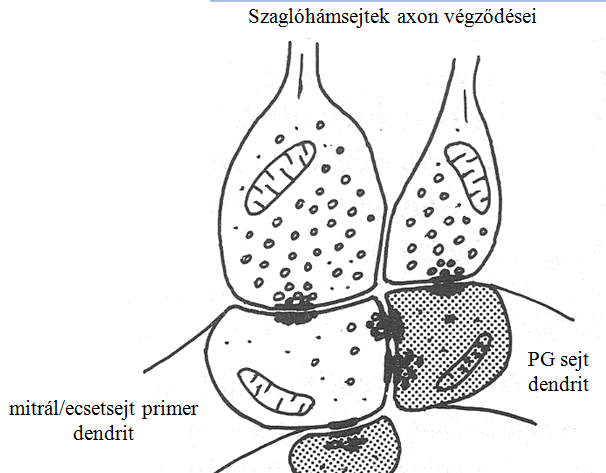 Szaglóhámsejtek axon végződései
PG sejt
dendrit
mitrál/ecsetsejt primer
dendrit